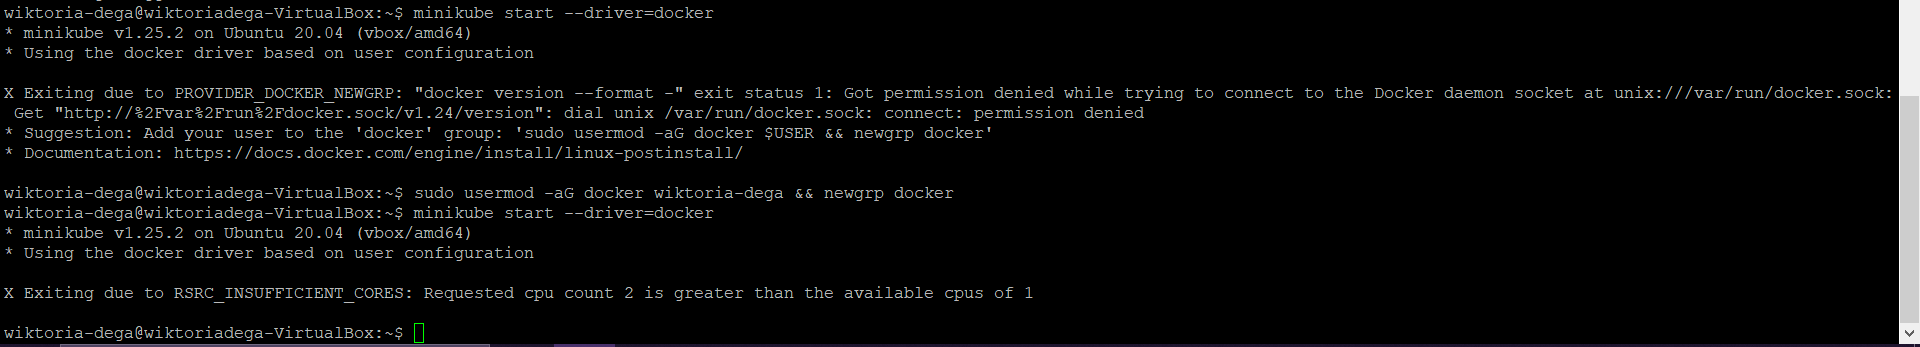 wiktoria-dega@wiktoriadega-VirtualBox:~$ minikube start --driver=docker
* minikube v1.25.2 on Ubuntu 20.04 (vbox/amd64)
* Using the docker driver based on user configuration
X Exiting due to PROVIDER_DOCKER_NEWGRP: "docker version --format -" exit status 1: Got permission denied while trying to connect to the Docker daemon socket at unix:///var/run/docker.sock:
Get "http://%2Fvar%2Frun%2Fdocker.sock/v1.24/version": dial unix /var/run/docker.sock: connect: permission denied
* Suggestion: Add your user to the 'docker' group: 'sudo usermod -aG docker $USER && newgrp docker'
* Documentation: https://docs.docker.com/engine/install/linux-postinstall/
wiktoria-dega@wiktoriadega-VirtualBox:~$ sudo usermod -aG docker wiktoria-dega && newgrp docker
wiktoria-dega@wiktoriadega-VirtualBox:~$ minikube start --driver=docker
* minikube v1.25.2 on Ubuntu 20.04 (vbox/amd64)
* Using the docker driver based on user configuration
X Exiting due to RSRC_INSUFFICIENT_CORES: Requested cpu count 2 is greater than the available cpus of 1
wiktoria-dega@wiktoriadega-VirtualBox:~$